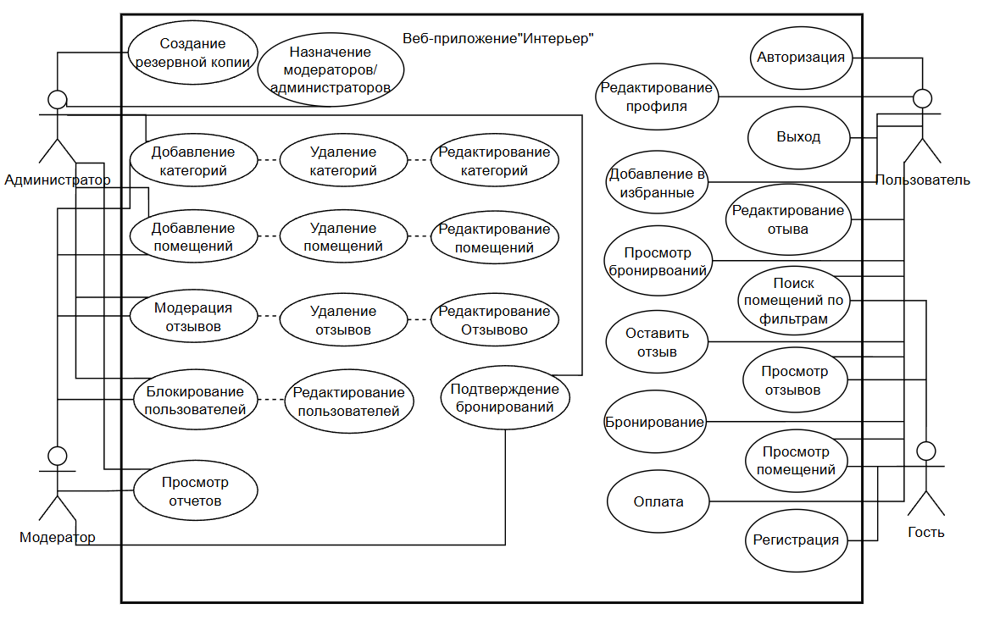 Веб-приложение"Интерьер"
Создание
резервной копии
Назначение
модераторов/
администраторов
Авторизация
Редактирование
профиля
Выход
Администратор
Добавление
категорий
Удаление
категорий
Редактирование
категорий
Добавление в
избранные
Пользователь
Редактирование
отыва
Добавление
помещений
Удаление
помещений
Редактирование
помещений
Просмотр
бронирвоаний
Поиск
помещений по
фильтрам
Модерация
отзывов
Удаление
отзывов
Редактирование
Отзывово
Оставить
отзыв
Просмотр
отзывов
Блокирование
пользователей
Редактирование
пользователей
Подтверждение
бронирований
Бронирование
Просмотр
помещений
Просмотр
отчетов
Оплата
Модератор
Регистрация
Гость